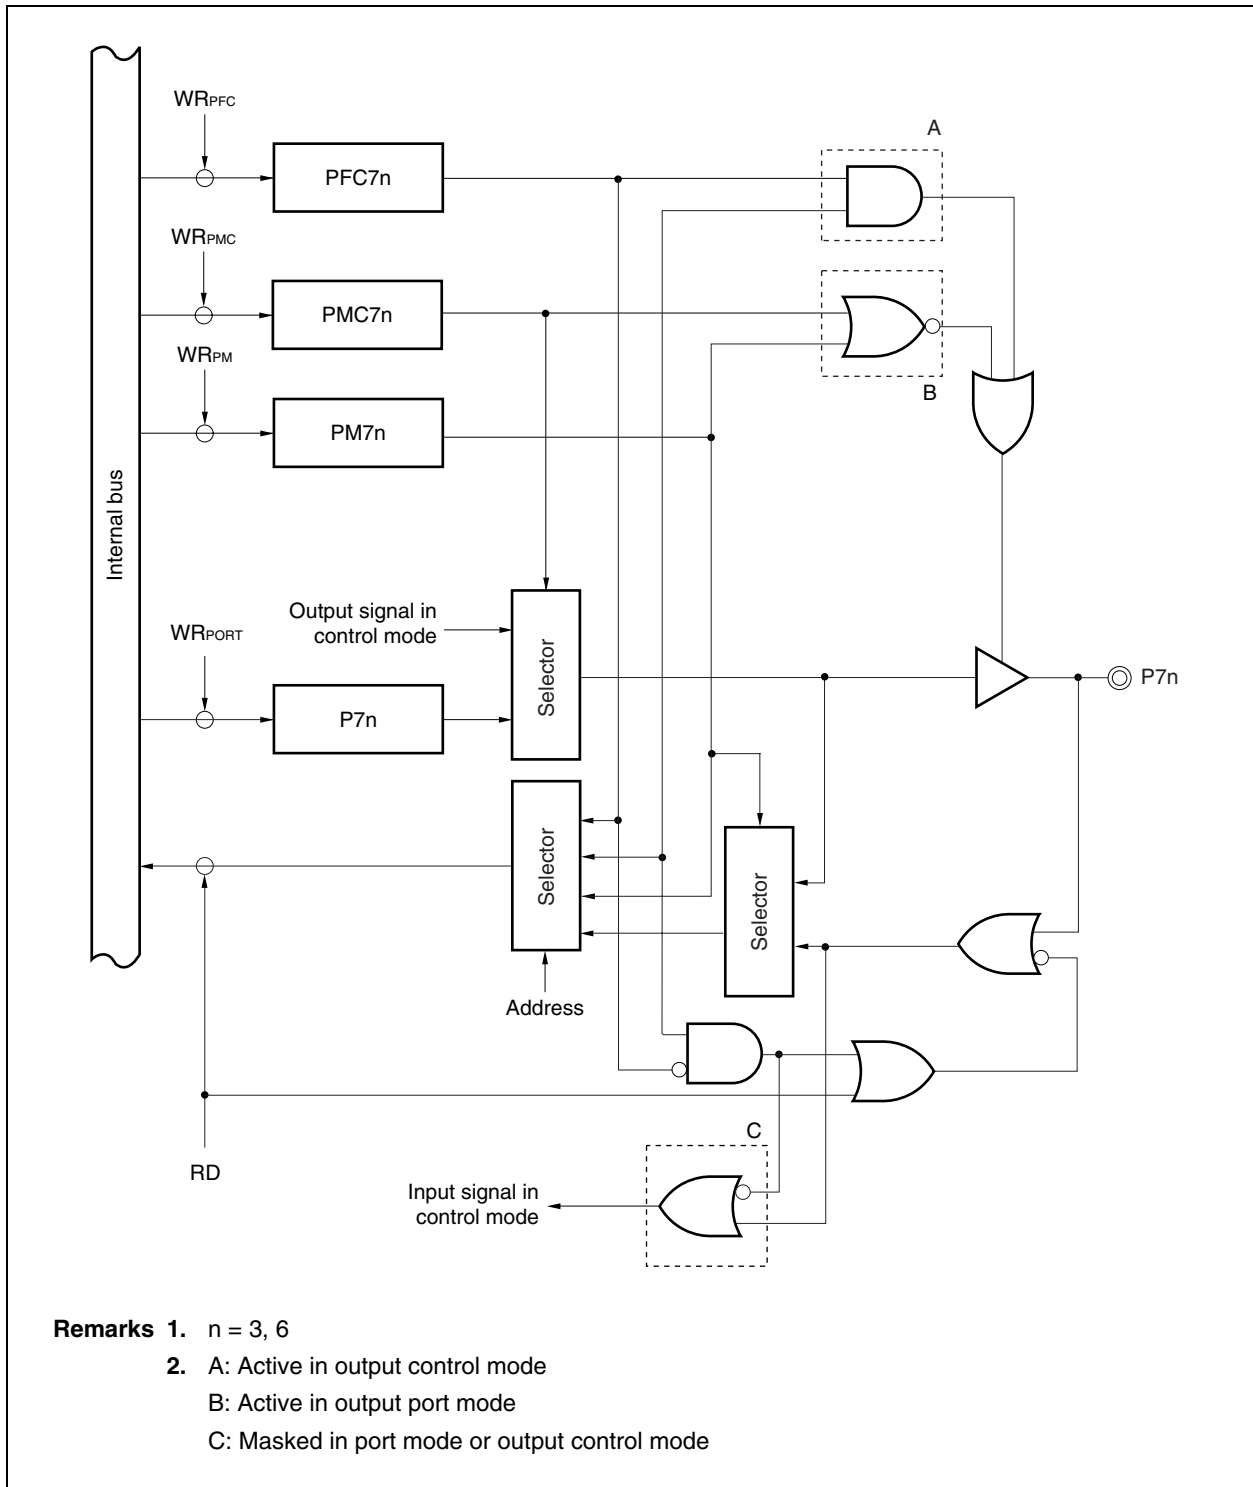 WRPFC
A
PFC7n
WRPMC
PMC7n
WRPM
B
PM7n
Internal bus
Output signal in
control mode
Selector
WRPORT
P7n
P7n
Selector
Selector
Address
C
RD
Input signal in
control mode
Remarks 1. n = 3, 6
2. A: Active in output control mode
B: Active in output port mode
C: Masked in port mode or output control mode